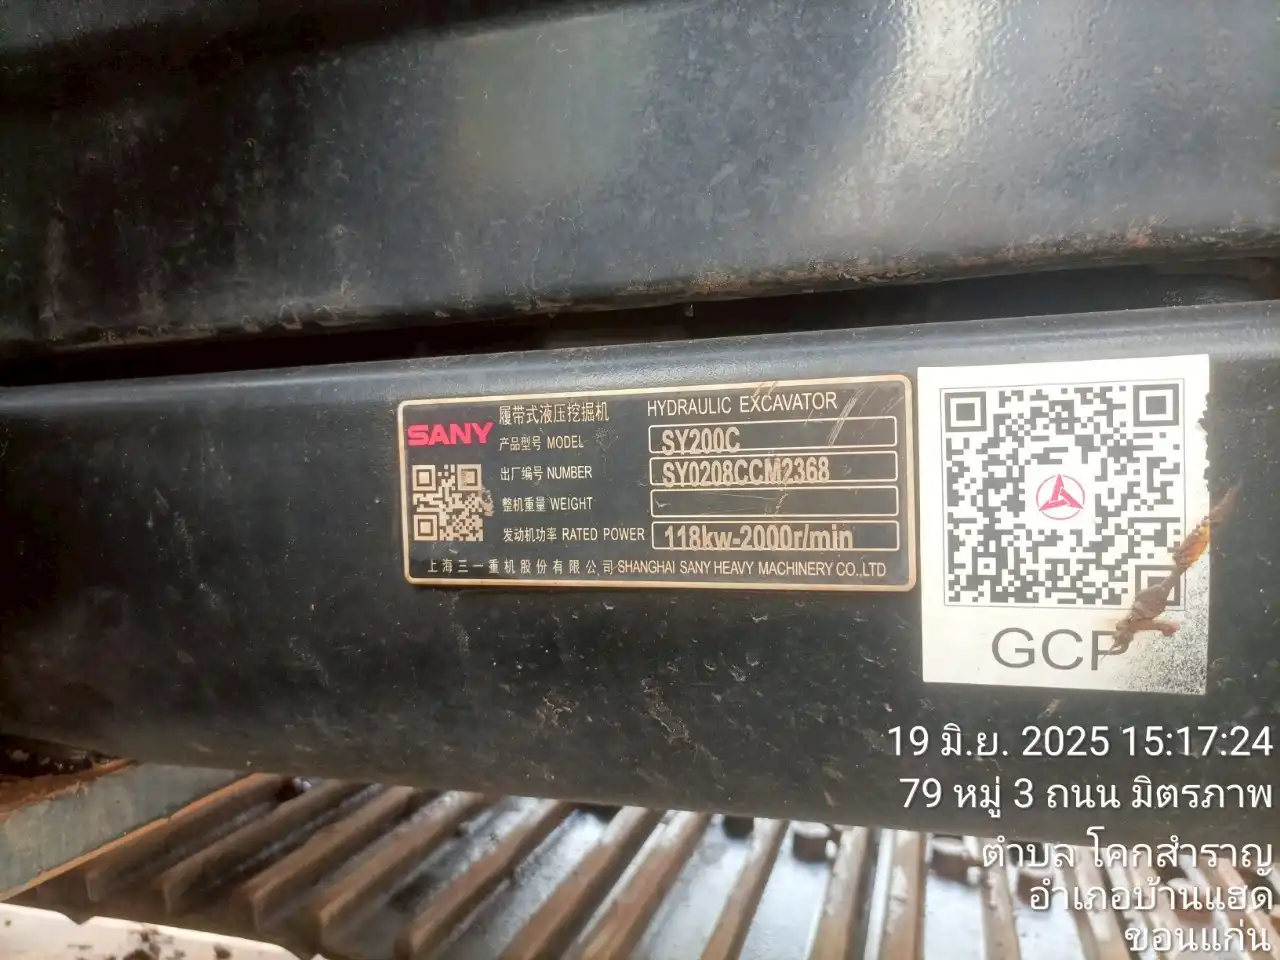 SANY
履带式液压挖掘机 HYDRAULIC EXCAVATOR
产品型号 MODEL SY200C
出厂编号 NUMBER SY0208CCM2368
整机重量 WEIGHT
发动机功率 RATED POWER 118kw-2000r/min
上海三一重机股份有限公司 SHANGHAI SANY HEAVY MACHINERY CO.,LTD
GCP
19 มิ.ย. 2025 15:17:24
79 หมู่ 3 ถนน มิตรภาพ
ตำบล โคกสำราญ
อำเภอบ้านแฮด
ขอนแก่น